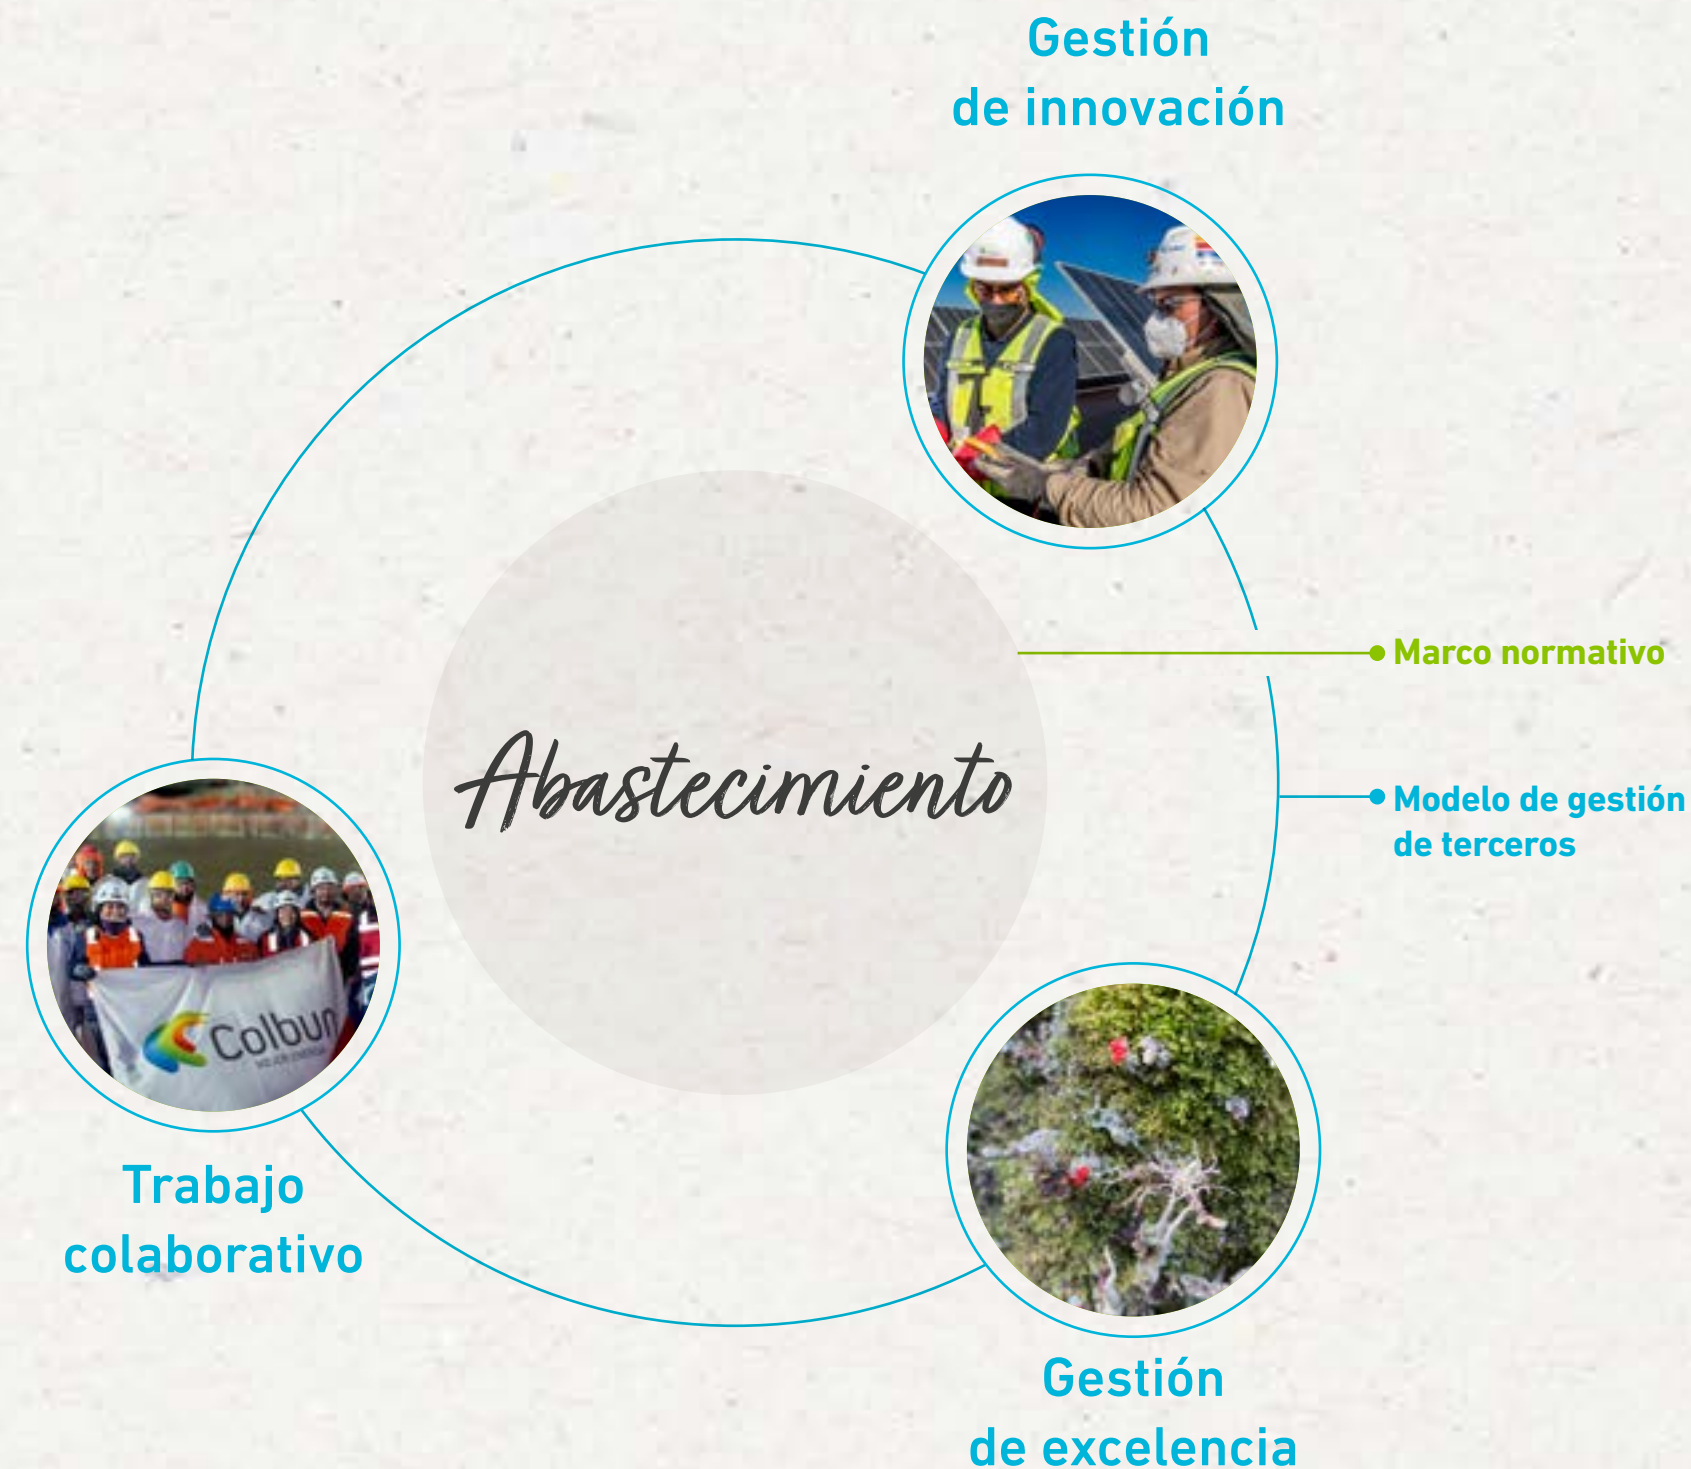 Gestión
de innovación
Marco normativo
Abastecimiento
Modelo de gestión
de terceros
Colbun
Trabajo
colaborativo
Gestión
de excelencia